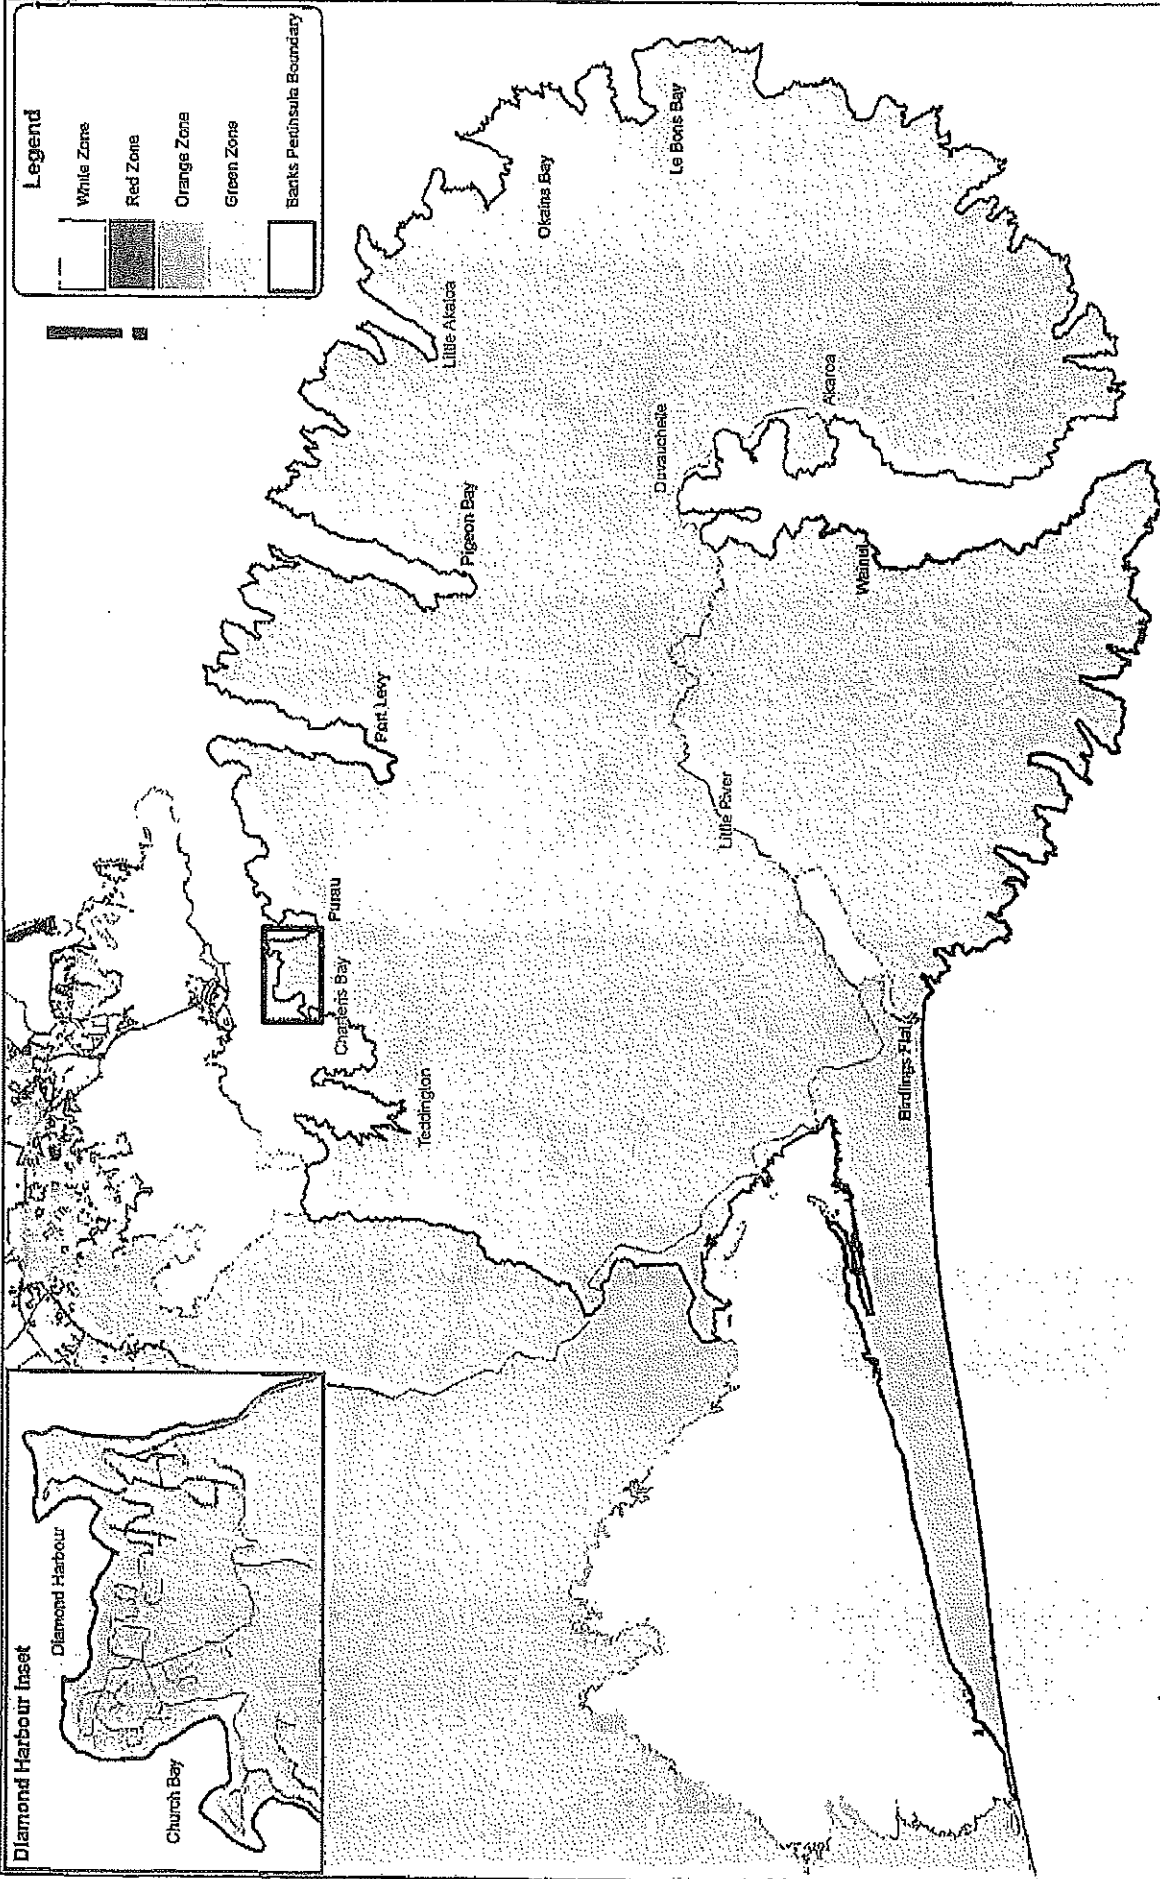 Diamond Harbour Inset
Diamond Harbour
Church Bay
Legend
White Zone
Red Zone
Orange Zone
Green Zone
Banks Peninsula Boundary
Teddington
Charteris Bay
Purau
Port Levy
Pigeon Bay
Little Akaloa
Okains Bay
Le Bons Bay
Duvauchelle
Akaroa
Wainui
Little River
Birdlings Flat